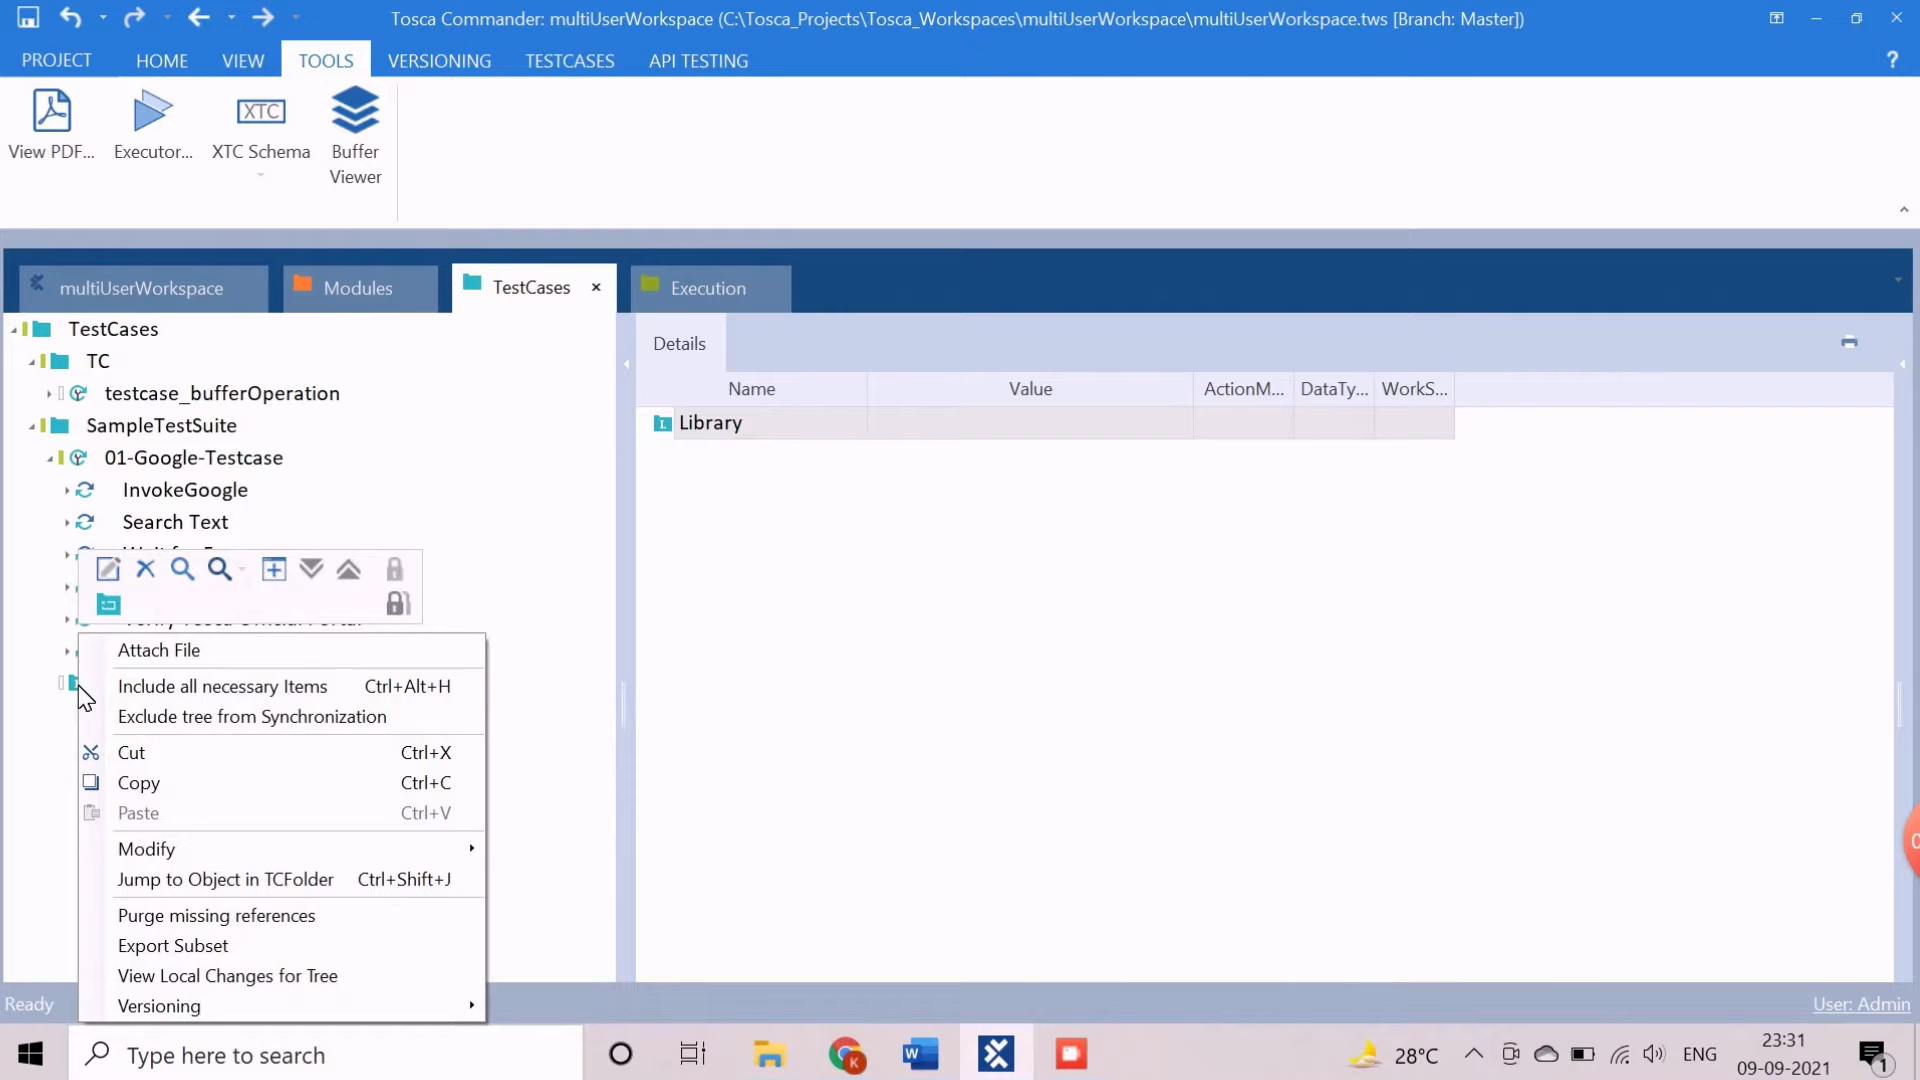 Tosca Commander: multiUserWorkspace (C:\Tosca_Projects\Tosca_Workspaces\multiUserWorkspace\multiUserWorkspace.tws [Branch: Master])
PROJECT HOME VIEW TOOLS VERSIONING TESTCASES API TESTING ?
XTC
View PDF... Executor... XTC Schema Buffer Viewer
multiUserWorkspace Modules TestCases × Execution
TestCases
TC
testcase_bufferOperation
SampleTestSuite
01-Google-Testcase
InvokeGoogle
Search Text
Attach File
Include all necessary Items Ctrl+Alt+H
Exclude tree from Synchronization
Cut Ctrl+X
Copy Ctrl+C
Paste Ctrl+V
Modify
Jump to Object in TCFolder Ctrl+Shift+J
Purge missing references
Export Subset
View Local Changes for Tree
Versioning
Details
Name Value ActionM... DataTy... WorkS...
Library
Ready
User: Admin
Type here to search
28°C ENG
23:31
09-09-2021
1